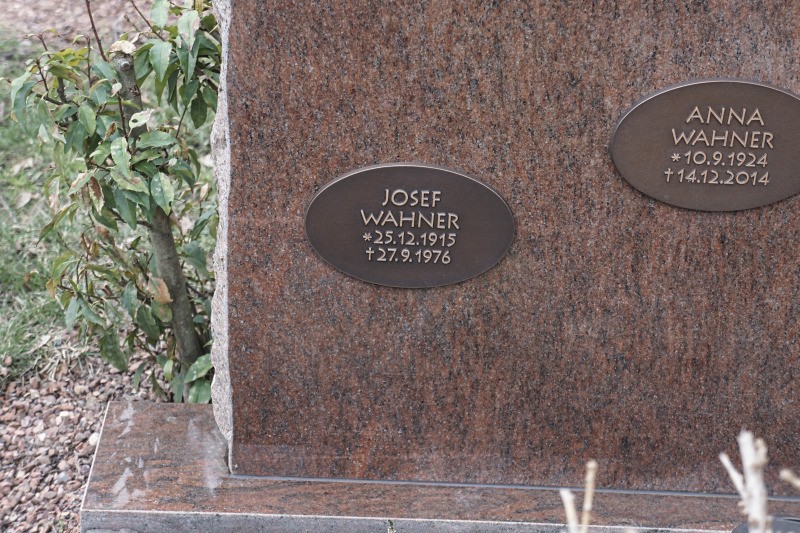 JOSEF
WAHNER
*25.12.1915
†27.9.1976
ANNA
WAHNER
*10.9.1924
†14.12.2014